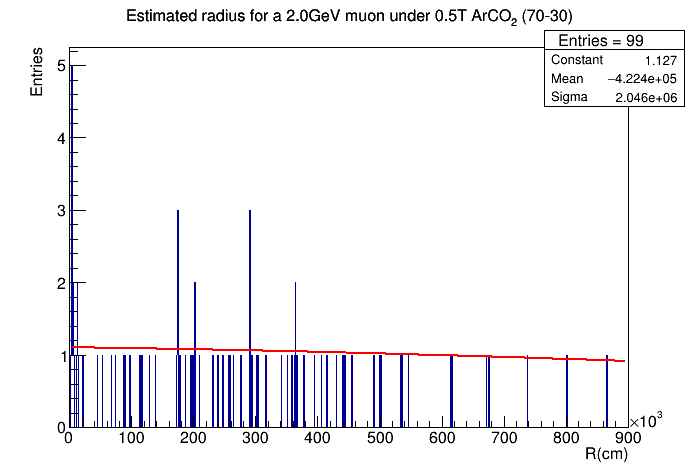 Estimated radius for a 2.0GeV muon under 0.5T ArCO2 (70-30)
Entries = 99
Constant 1.127
Mean −4.224e+05
Sigma 2.046e+06
Entries
5
4
3
2
1
0
0 100 200 300 400 500 600 700 800 900
×10³
R(cm)